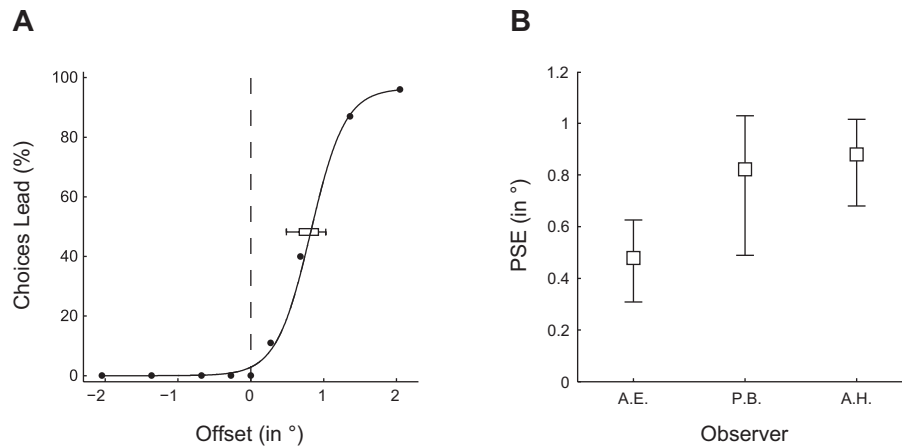 A
100
80
60
40
20
0
Choices Lead (%)
−2 −1 0 1 2
Offset (in °)
B
1.2
1
0.8
0.6
0.4
0.2
0
PSE (in °)
A.E. P.B. A.H.
Observer